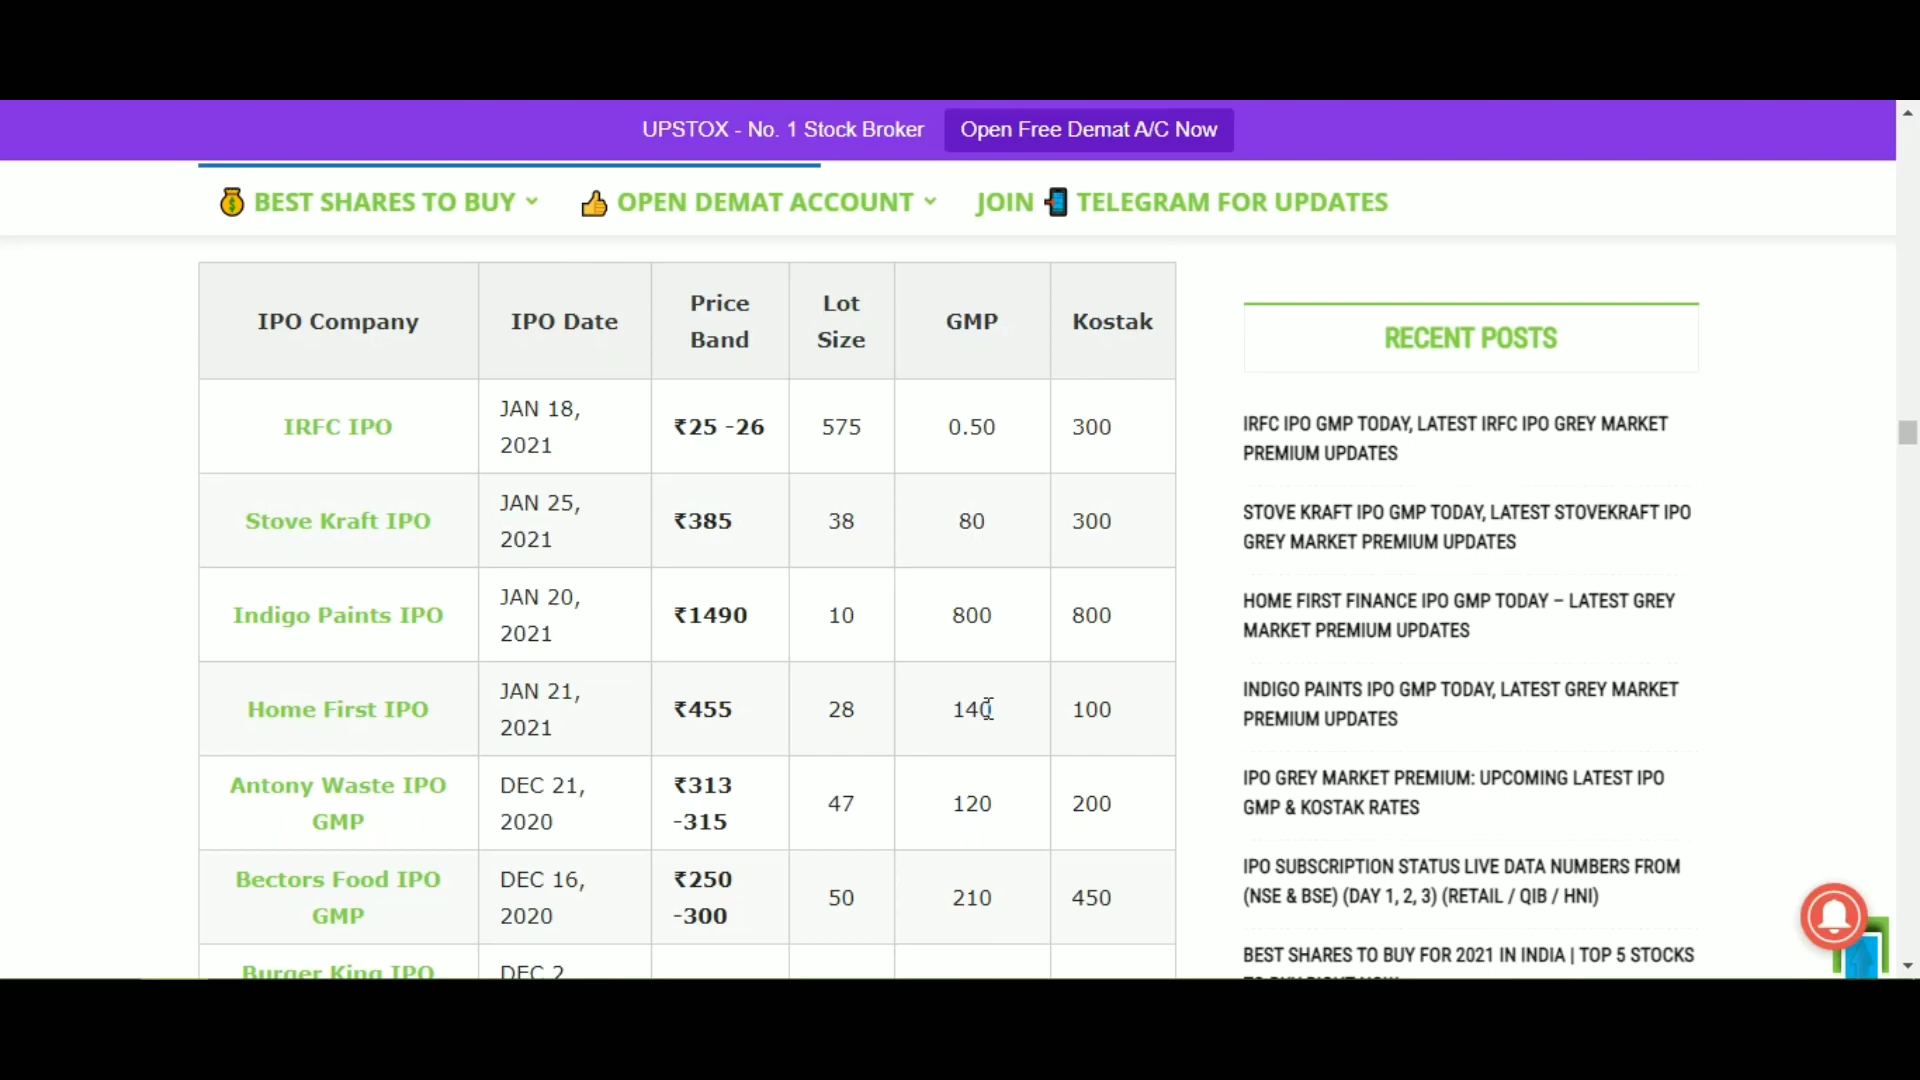 UPSTOX - No. 1 Stock Broker Open Free Demat A/C Now
BEST SHARES TO BUY OPEN DEMAT ACCOUNT JOIN TELEGRAM FOR UPDATES
IPO Company IPO Date Price Band Lot Size GMP Kostak
IRFC IPO JAN 18, 2021 ₹25 -26 575 0.50 300
Stove Kraft IPO JAN 25, 2021 ₹385 38 80 300
Indigo Paints IPO JAN 20, 2021 ₹1490 10 800 800
Home First IPO JAN 21, 2021 ₹455 28 140 100
Antony Waste IPO GMP DEC 21, 2020 ₹313 -315 47 120 200
Bectors Food IPO GMP DEC 16, 2020 ₹250 -300 50 210 450
Burger King IPO DEC 2
RECENT POSTS
IRFC IPO GMP TODAY, LATEST IRFC IPO GREY MARKET
PREMIUM UPDATES
STOVE KRAFT IPO GMP TODAY, LATEST STOVEKRAFT IPO
GREY MARKET PREMIUM UPDATES
HOME FIRST FINANCE IPO GMP TODAY – LATEST GREY
MARKET PREMIUM UPDATES
INDIGO PAINTS IPO GMP TODAY, LATEST GREY MARKET
PREMIUM UPDATES
IPO GREY MARKET PREMIUM: UPCOMING LATEST IPO
GMP & KOSTAK RATES
IPO SUBSCRIPTION STATUS LIVE DATA NUMBERS FROM
(NSE & BSE) (DAY 1, 2, 3) (RETAIL / QIB / HNI)
BEST SHARES TO BUY FOR 2021 IN INDIA | TOP 5 STOCKS